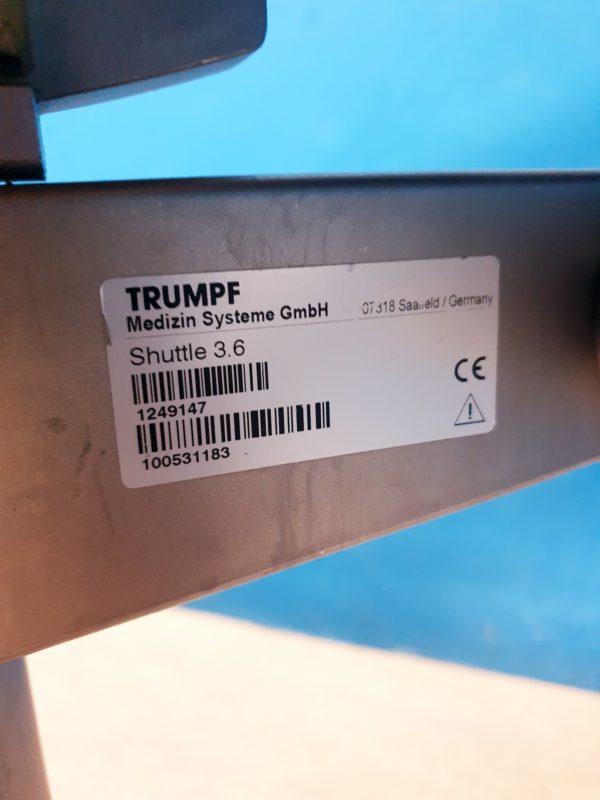 TRUMPF
Medizin Systeme GmbH 07318 Saalfeld / Germany
Shuttle 3.6
1249147
100531183
CE